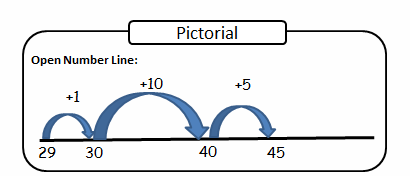 Pictorial
Open Number Line:
+1 +10 +5
29 30 40 45